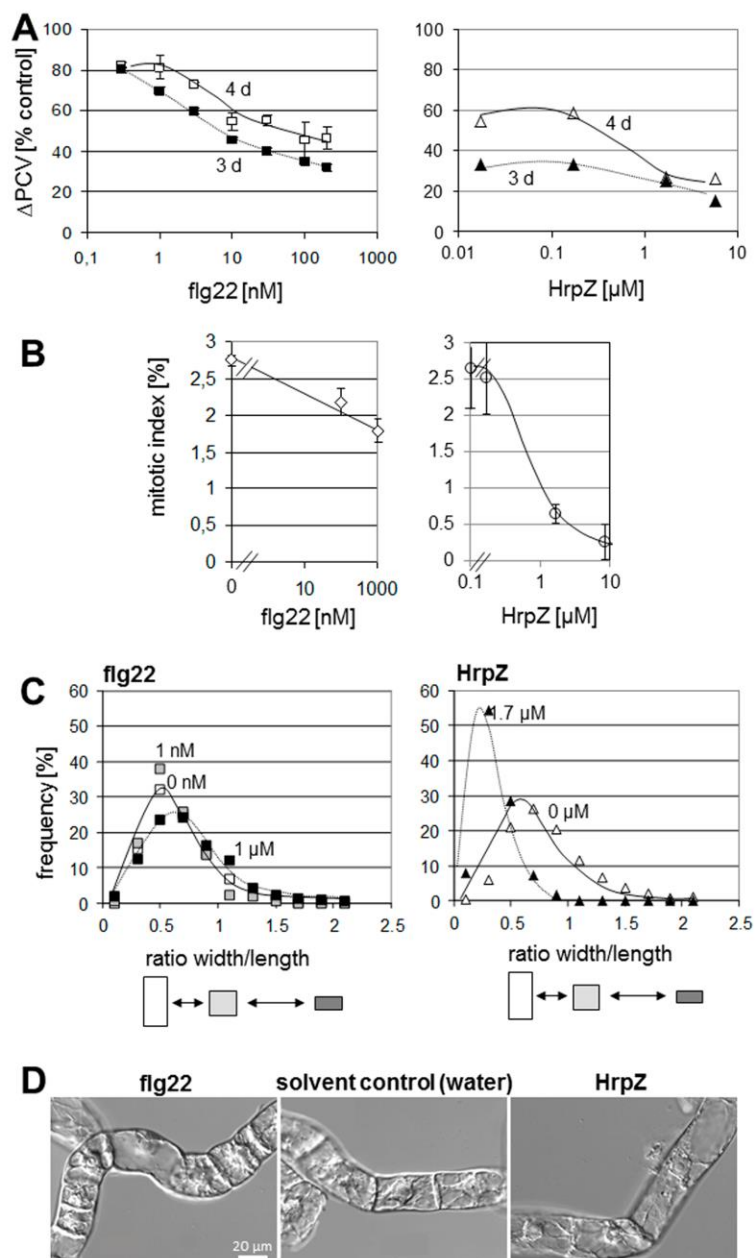 A
ΔPCV [% control]
100
80
60
40
20
0
4 d
3 d
0,1 1 10 100 1000
flg22 [nM]
100
80
60
40
20
0
4 d
3 d
0.01 0.1 1 10
HrpZ [µM]
B
mitotic index [%]
3
2,5
2
1,5
1
0,5
0
0 10 1000
flg22 [nM]
3
2.5
2
1.5
1
0.5
0
0.1 1 10
HrpZ [µM]
C
flg22
frequency [%]
60
50
40
30
20
10
0
1 nM
0 nM
1 µM
0 0.5 1 1.5 2 2.5
ratio width/length
HrpZ
60
50
40
30
20
10
0
1.7 µM
0 µM
0 0.5 1 1.5 2 2.5
ratio width/length
D
flg22 solvent control (water) HrpZ
20 µm